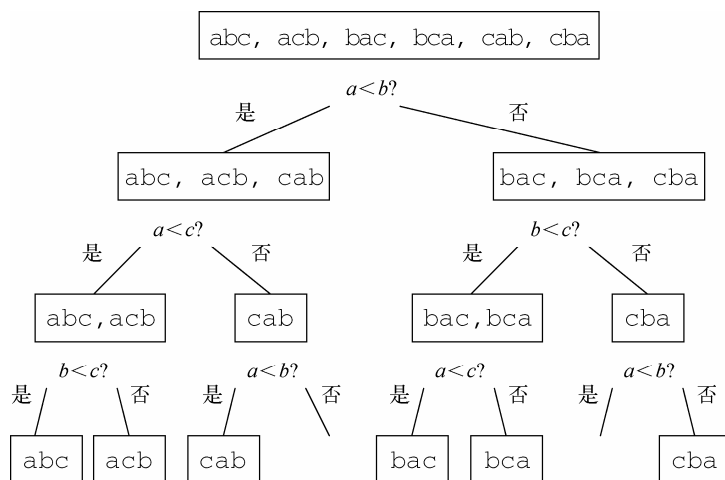 abc, acb, bac, bca, cab, cba
a<b?
是 否
abc, acb, cab bac, bca, cba
a<c? b<c?
是 否 是 否
abc,acb cab bac,bca cba
b<c? a<b? a<c? a<b?
是 否 是 否 是 否 是 否
abc acb cab bac bca cba